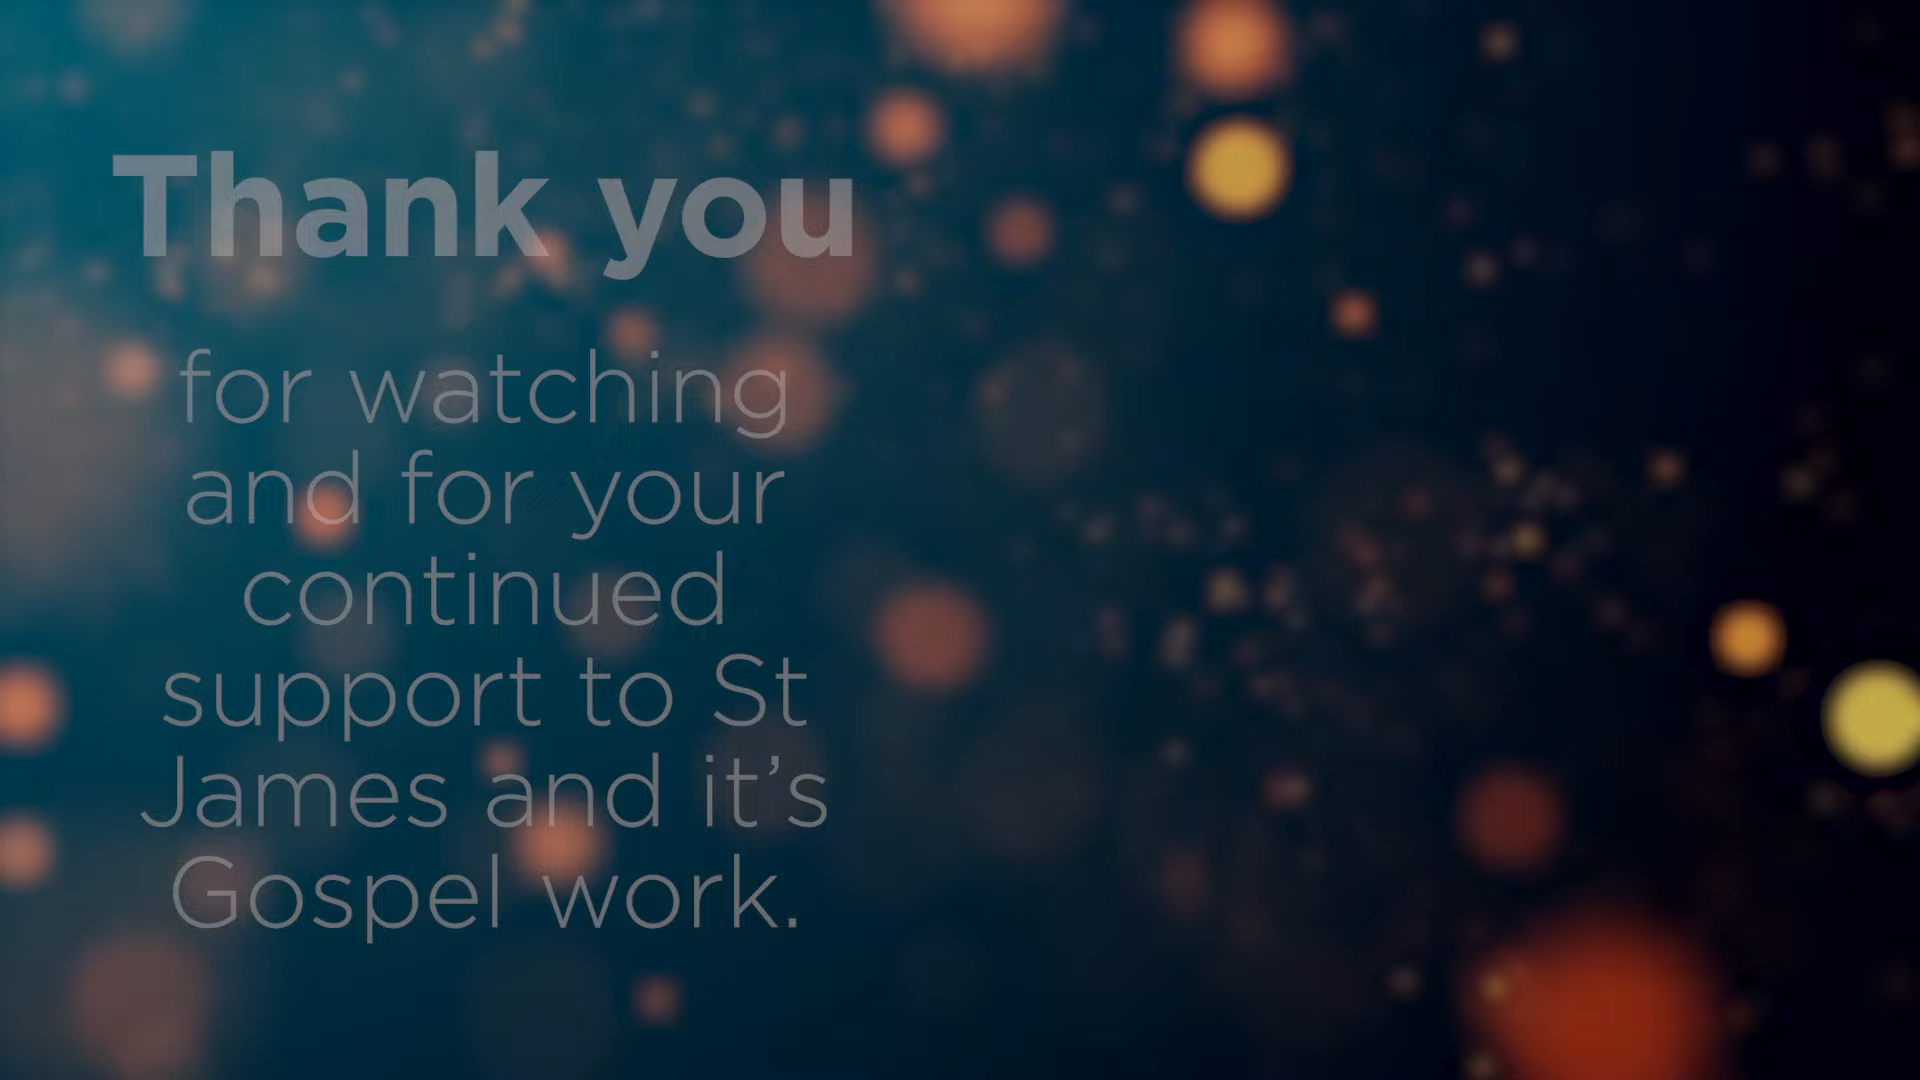 Thank you
for watching
and for your
continued
support to St
James and it’s
Gospel work.